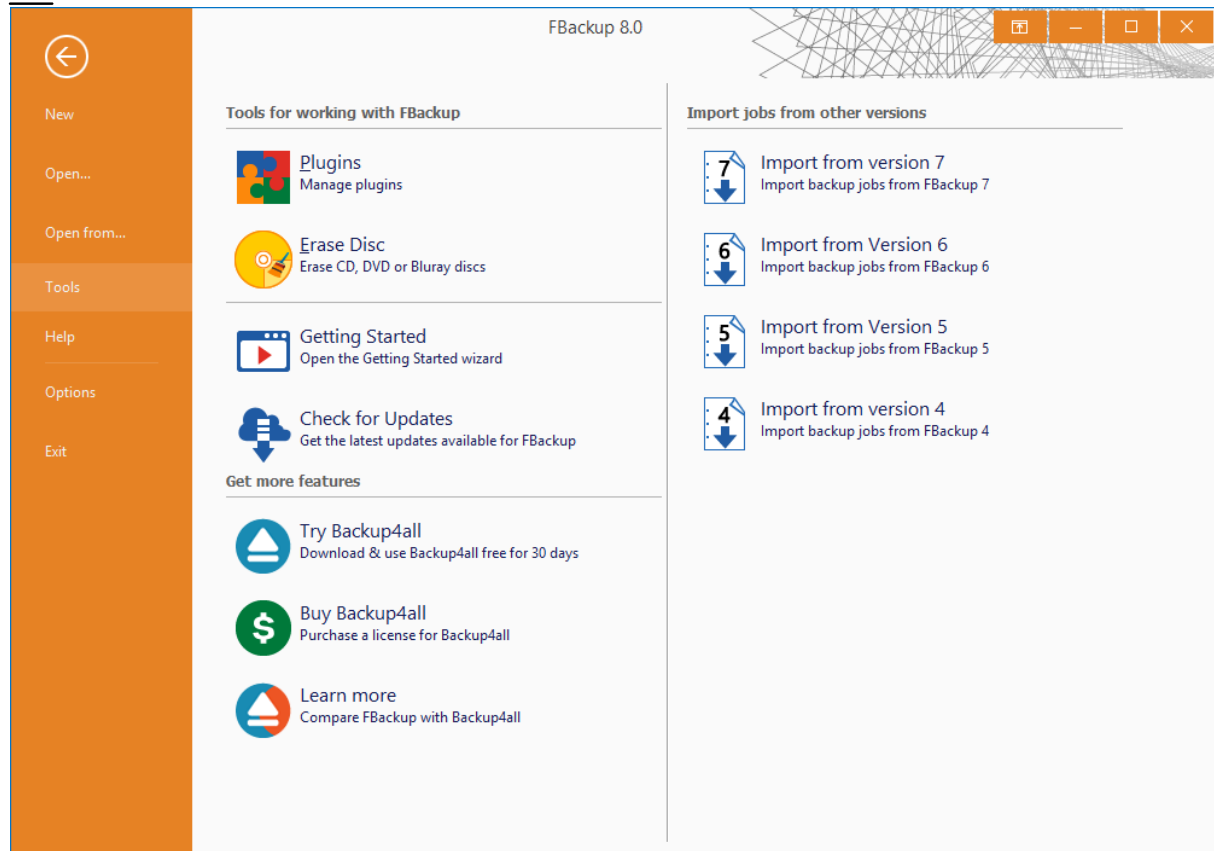 FBackup 8.0
New
Open...
Open from...
Tools
Help
Options
Exit
Tools for working with FBackup
Plugins
Manage plugins
Erase Disc
Erase CD, DVD or Bluray discs
Getting Started
Open the Getting Started wizard
Check for Updates
Get the latest updates available for FBackup
Get more features
Try Backup4all
Download & use Backup4all free for 30 days
Buy Backup4all
Purchase a license for Backup4all
Learn more
Compare FBackup with Backup4all
Import jobs from other versions
7
Import from version 7
Import backup jobs from FBackup 7
6
Import from Version 6
Import backup jobs from FBackup 6
5
Import from Version 5
Import backup jobs from FBackup 5
4
Import from version 4
Import backup jobs from FBackup 4